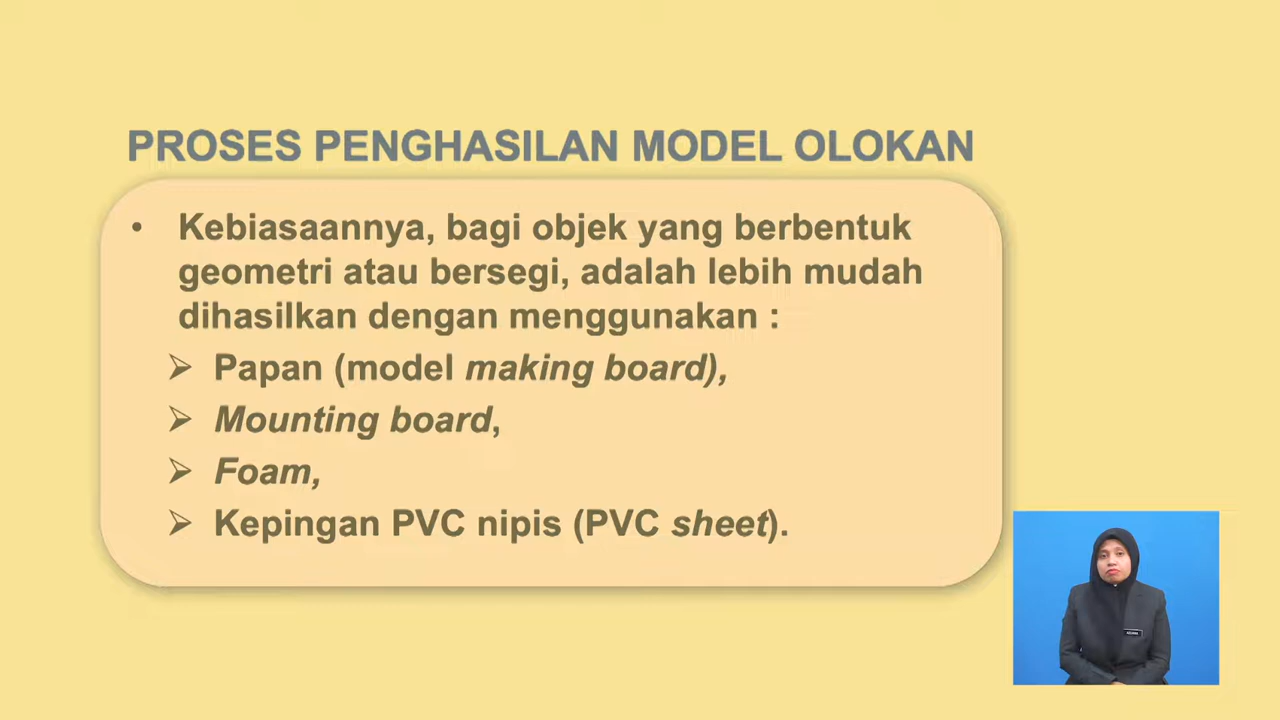 PROSES PENGHASILAN MODEL OLOKAN
• Kebiasaannya, bagi objek yang berbentuk
geometri atau bersegi, adalah lebih mudah
dihasilkan dengan menggunakan :
➢ Papan (model making board),
➢ Mounting board,
➢ Foam,
➢ Kepingan PVC nipis (PVC sheet).